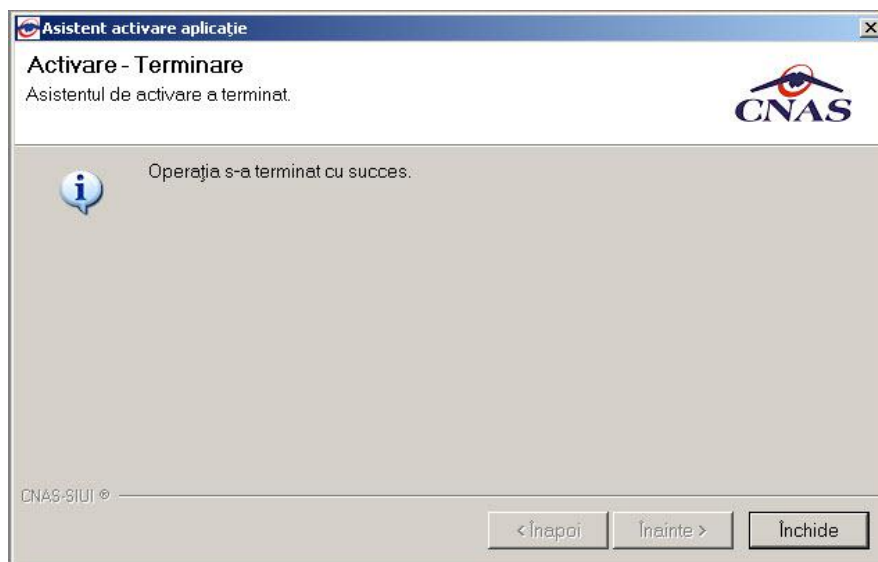 Asistent activare aplicaţie
Activare - Terminare
Asistentul de activare a terminat.
CNAS
Operaţia s-a terminat cu succes.
CNAS-SIUI ®
< Înapoi
Înainte >
Închide